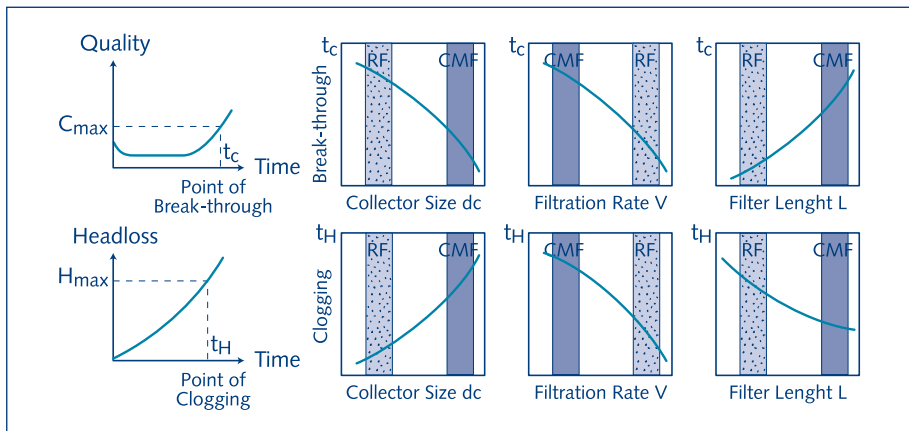 Quality
Cmax
tc
Time
Point of
Break-through
tc
RF
CMF
Break-through
Collector Size dc
tc
CMF
RF
Filtration Rate V
tc
RF
CMF
Filter Lenght L
Headloss
Hmax
tH
Time
Point of
Clogging
tH
RF
CMF
Clogging
Collector Size dc
tH
CMF
RF
Filtration Rate V
tH
RF
CMF
Filter Lenght L